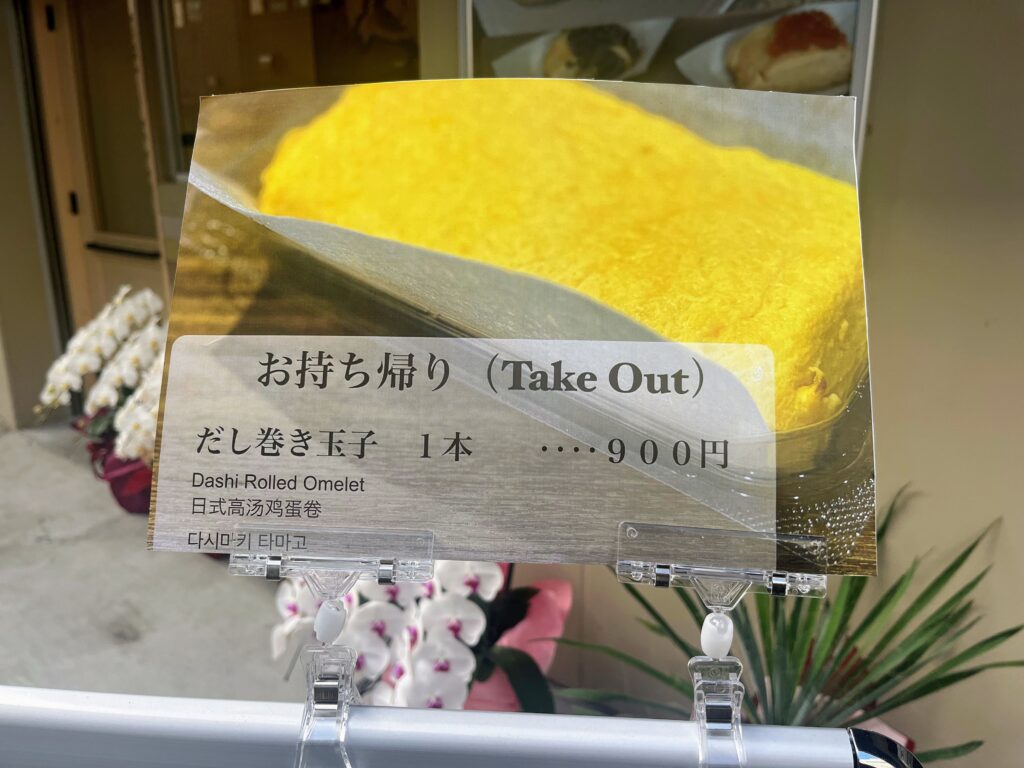 お持ち帰り（Take Out）
だし巻き玉子　１本　‥‥９００円
Dashi Rolled Omelet
日式高汤鸡蛋卷
다시마키 타마고